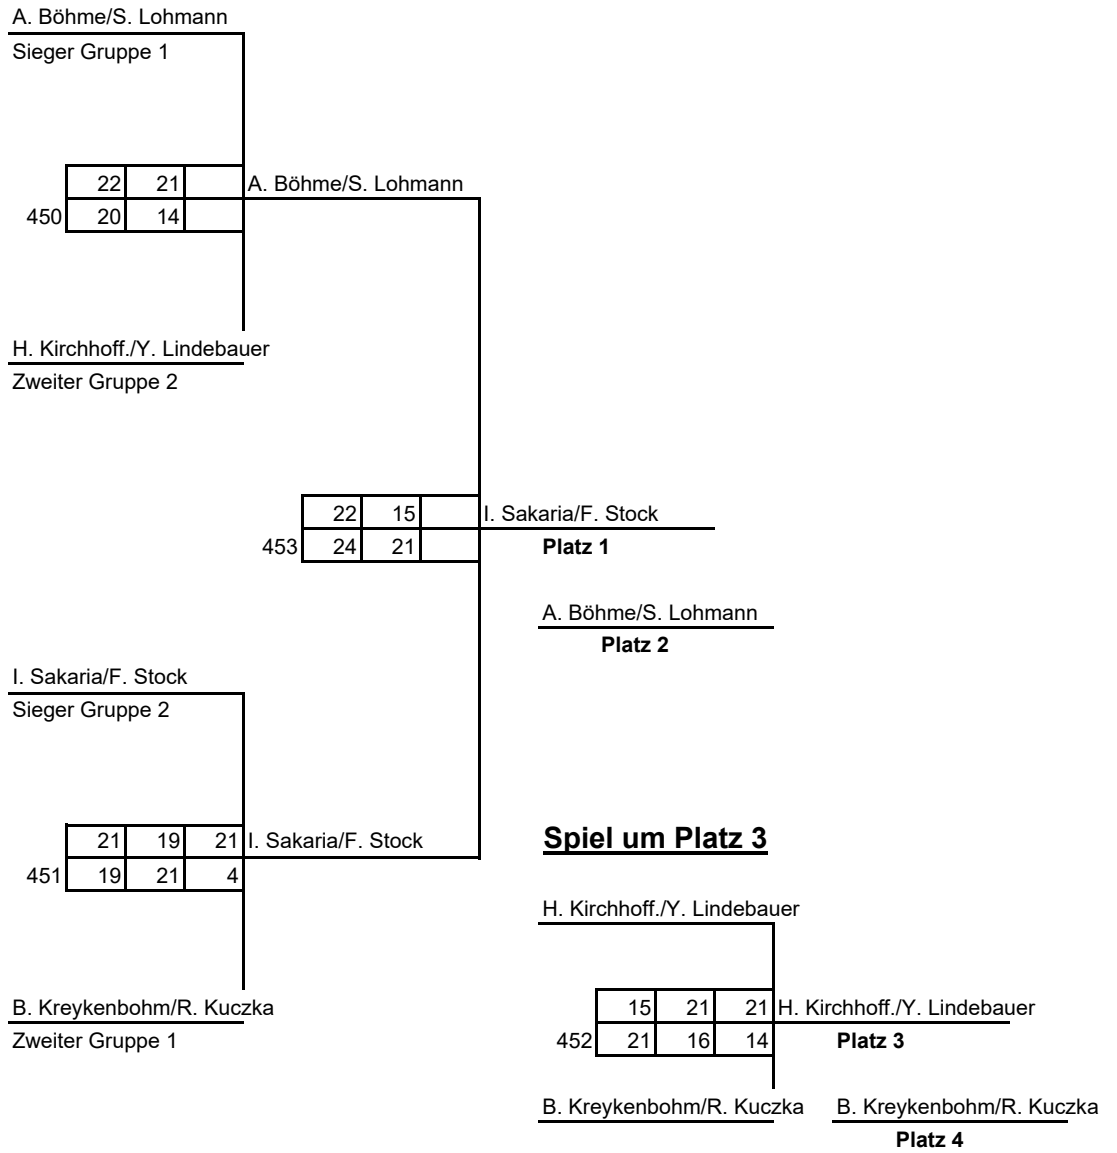 A. Böhme/S. Lohmann
Sieger Gruppe 1
22 21 A. Böhme/S. Lohmann
450 20 14
H. Kirchhoff./Y. Lindebauer
Zweiter Gruppe 2
22 15 I. Sakaria/F. Stock
453 24 21 Platz 1
A. Böhme/S. Lohmann
Platz 2
I. Sakaria/F. Stock
Sieger Gruppe 2
21 19 21 I. Sakaria/F. Stock
451 19 21 4
Spiel um Platz 3
H. Kirchhoff./Y. Lindebauer
B. Kreykenbohm/R. Kuczka
Zweiter Gruppe 1
15 21 21 H. Kirchhoff./Y. Lindebauer
452 21 16 14 Platz 3
B. Kreykenbohm/R. Kuczka B. Kreykenbohm/R. Kuczka
Platz 4